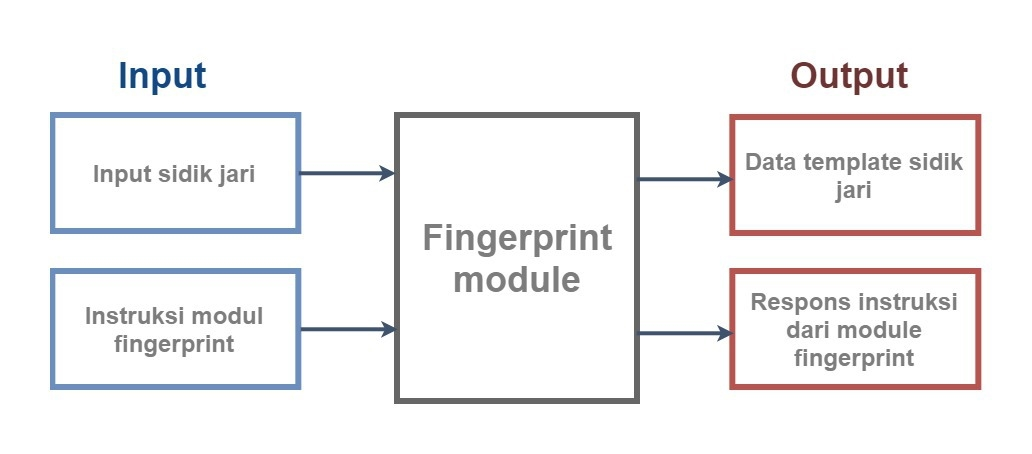 Input
Input sidik jari
Instruksi modul
fingerprint
Fingerprint
module
Output
Data template sidik
jari
Respons instruksi
dari module
fingerprint